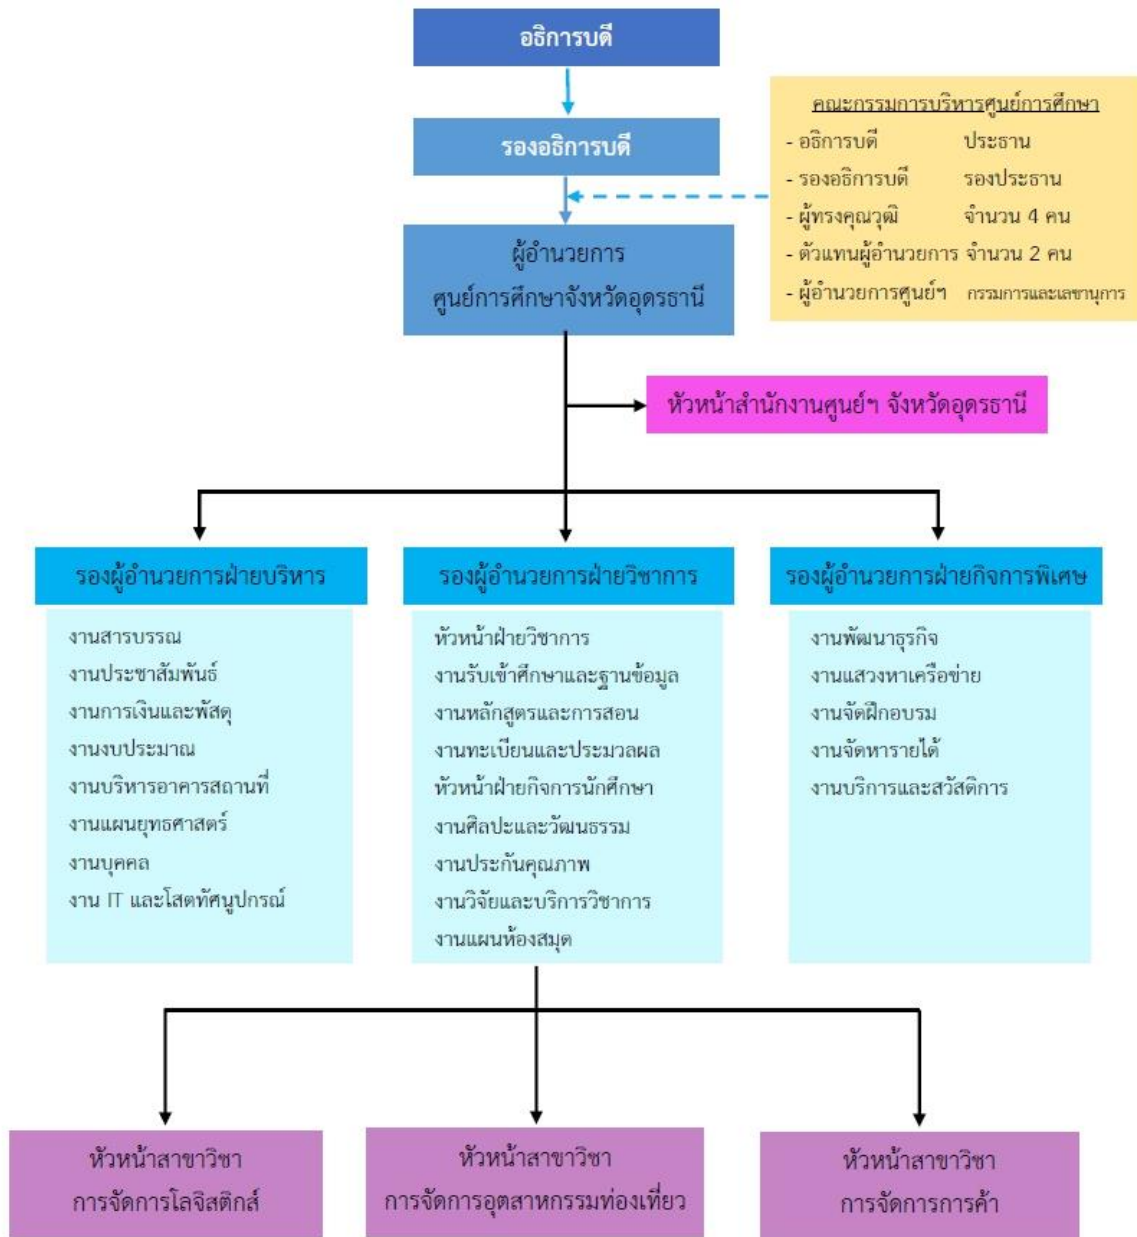 อธิการบดี
รองอธิการบดี
คณะกรรมการบริหารศูนย์การศึกษา
- อธิการบดี ประธาน
- รองอธิการบดี รองประธาน
- ผู้ทรงคุณวุฒิ จำนวน 4 คน
- ตัวแทนผู้อำนวยการ จำนวน 2 คน
- ผู้อำนวยการศูนย์ฯ กรรมการและเลขานุการ
ผู้อำนวยการ
ศูนย์การศึกษาจังหวัดอุดรธานี
หัวหน้าสำนักงานศูนย์ฯ จังหวัดอุดรธานี
รองผู้อำนวยการฝ่ายบริหาร
งานสารบรรณ
งานประชาสัมพันธ์
งานการเงินและพัสดุ
งานงบประมาณ
งานบริหารอาคารสถานที่
งานแผนยุทธศาสตร์
งานบุคคล
งาน IT และโสตทัศนูปกรณ์
รองผู้อำนวยการฝ่ายวิชาการ
หัวหน้าฝ่ายวิชาการ
งานรับเข้าศึกษาและฐานข้อมูล
งานหลักสูตรและการสอน
งานทะเบียนและประมวลผล
หัวหน้าฝ่ายกิจการนักศึกษา
งานศิลปะและวัฒนธรรม
งานประกันคุณภาพ
งานวิจัยและบริการวิชาการ
งานแผนห้องสมุด
รองผู้อำนวยการฝ่ายกิจการพิเศษ
งานพัฒนาธุรกิจ
งานแสวงหาเครือข่าย
งานจัดฝึกอบรม
งานจัดหารายได้
งานบริการและสวัสดิการ
หัวหน้าสาขาวิชา
การจัดการโลจิสติกส์
หัวหน้าสาขาวิชา
การจัดการอุตสาหกรรมท่องเที่ยว
หัวหน้าสาขาวิชา
การจัดการการค้า